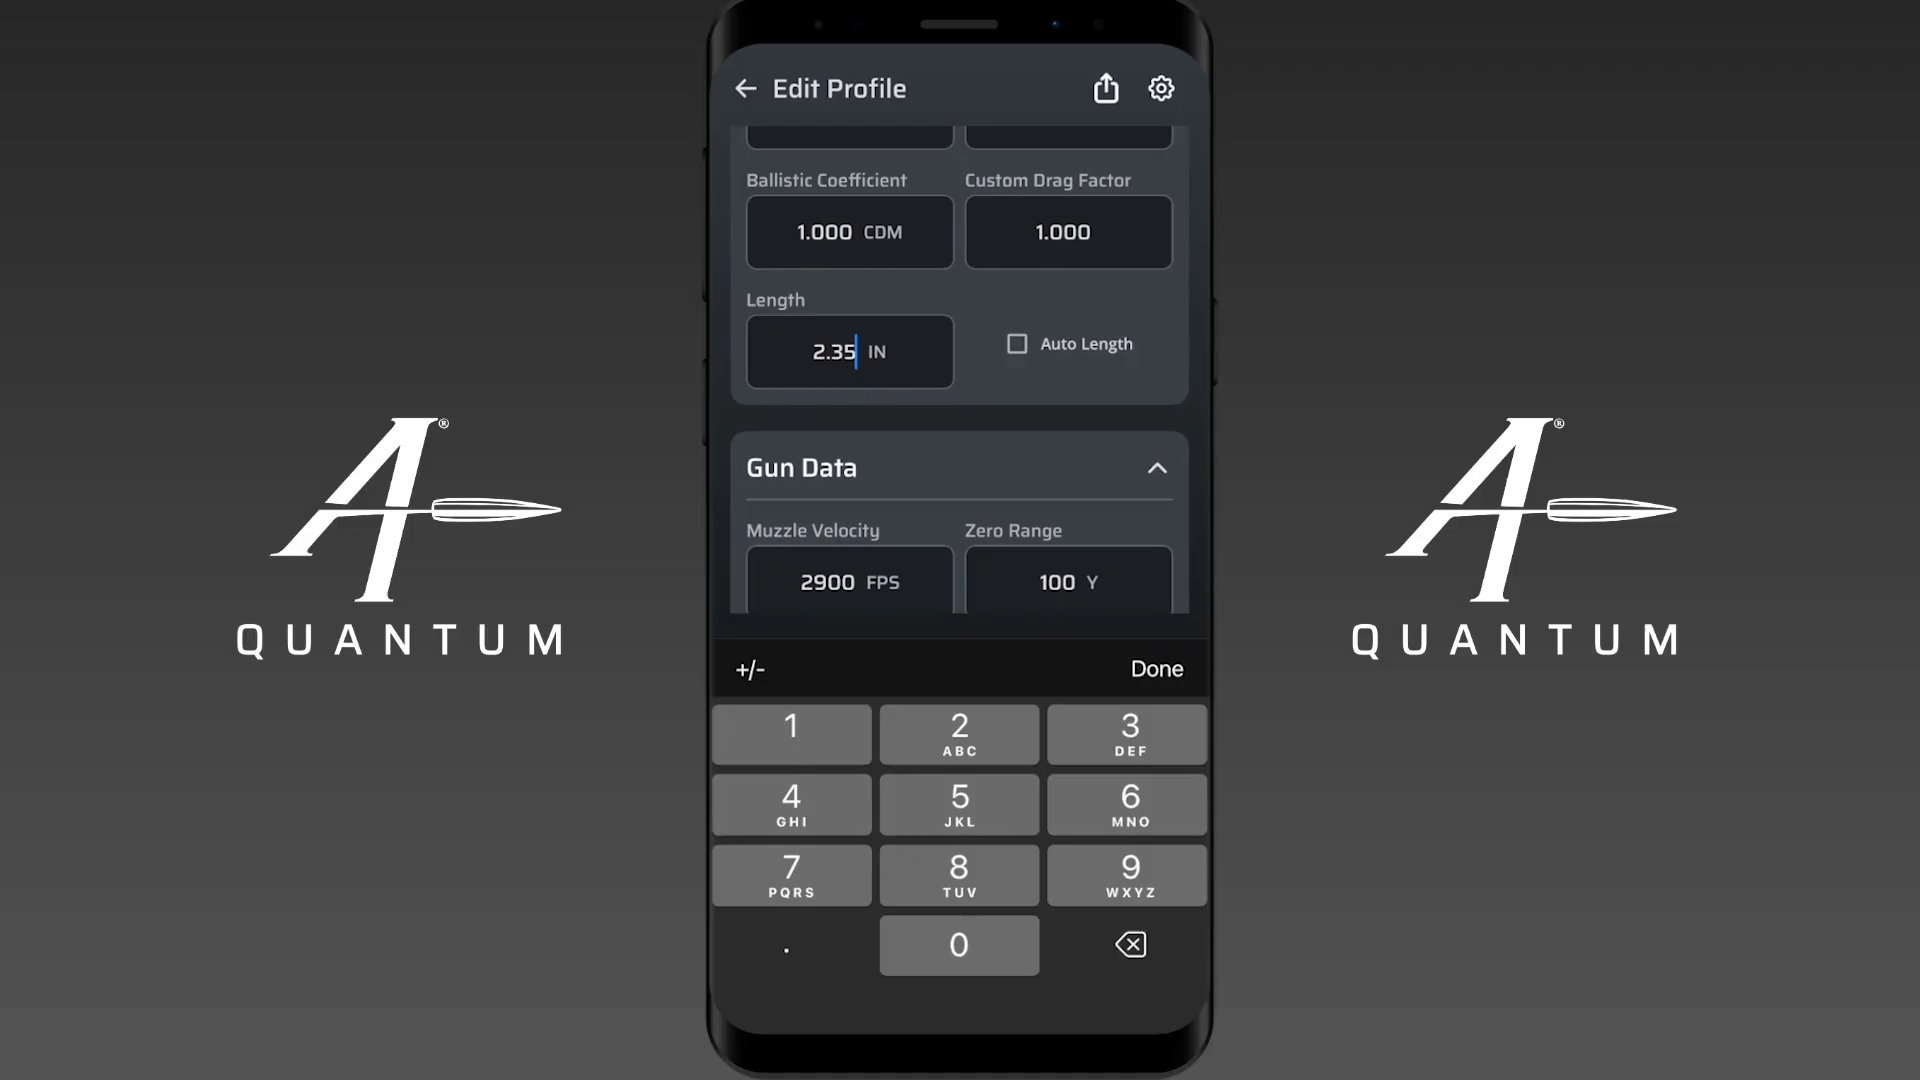 Edit Profile
Ballistic Coefficient
Custom Drag Factor
1.000 CDM
1.000
Length
2.35 IN
Auto Length
Gun Data
Muzzle Velocity
Zero Range
2900 FPS
100 Y
+/-
Done
1
2
ABC
3
DEF
4
GHI
5
JKL
6
MNO
7
PQRS
8
TUV
9
WXYZ
.
0
A®
QUANTUM
A®
QUANTUM